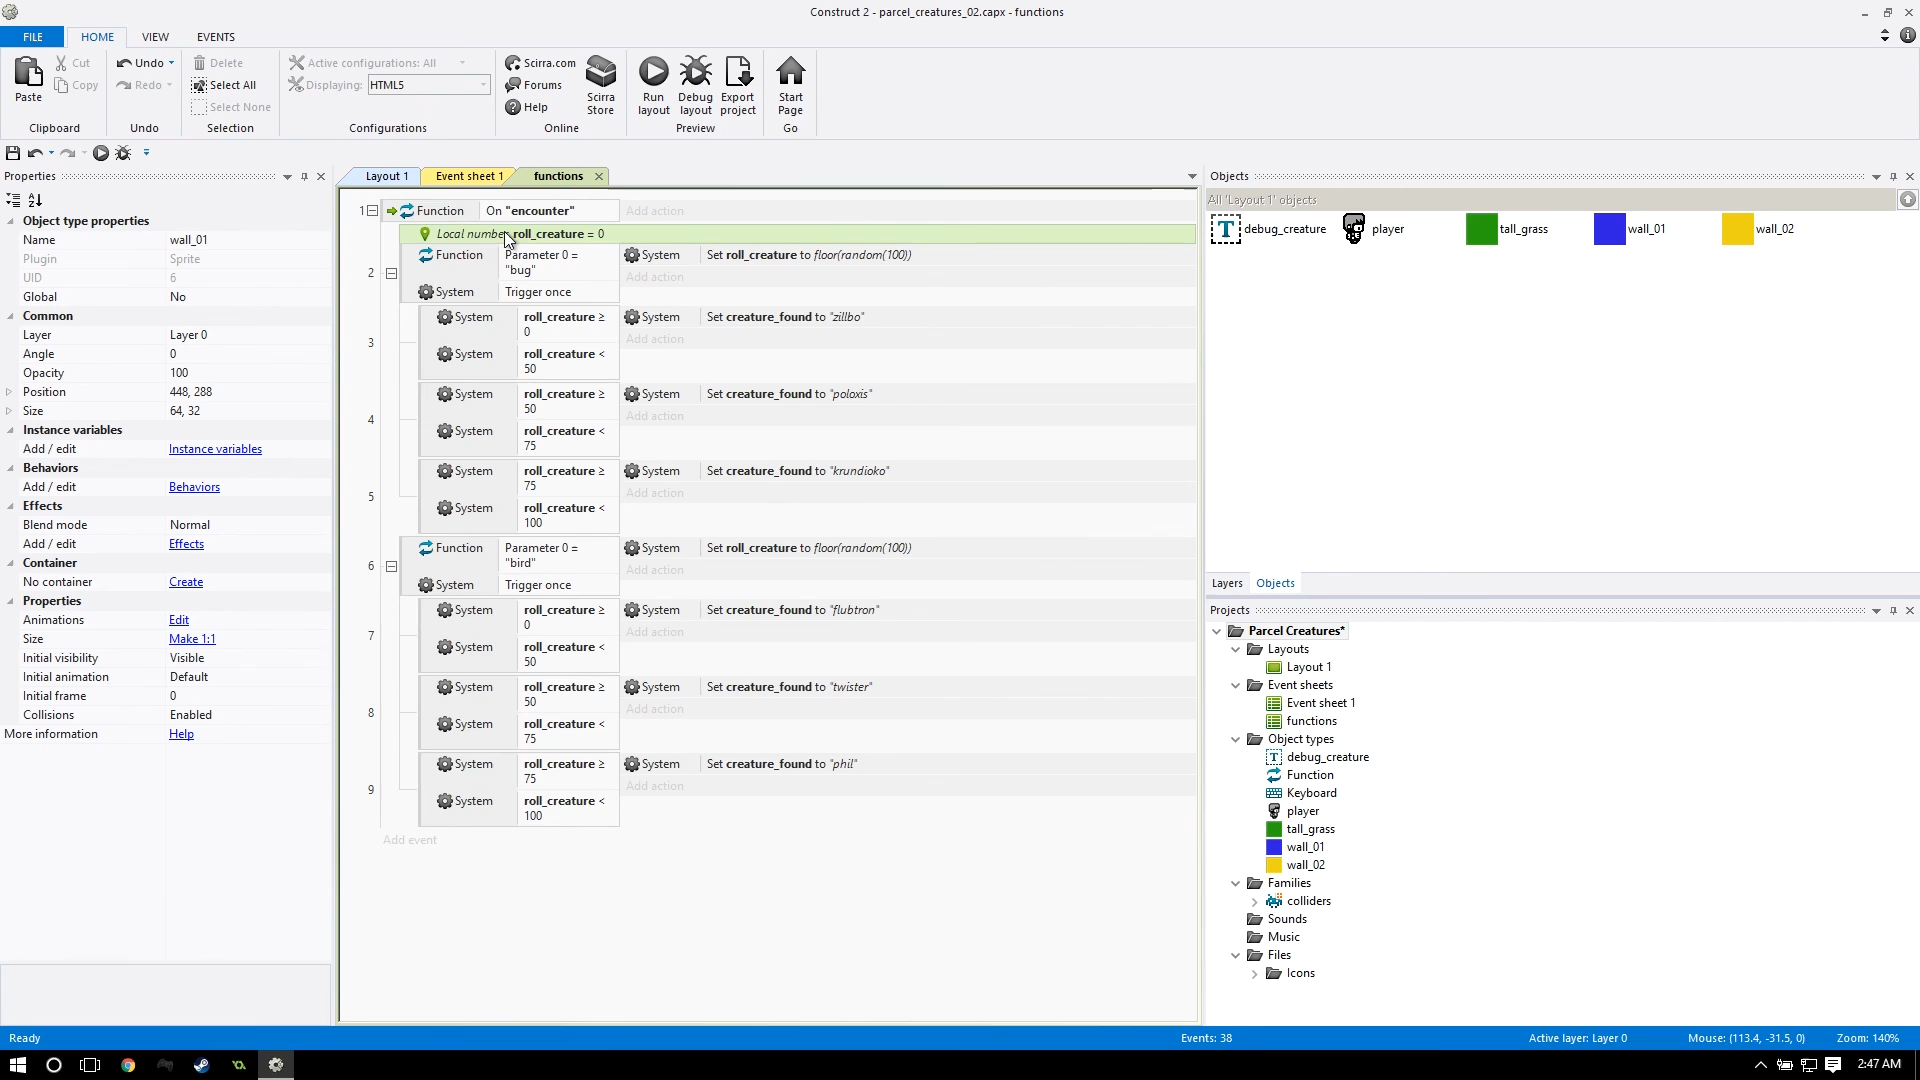 Construct 2 - parcel_creatures_02.capx - functions
FILE
HOME
VIEW
EVENTS
Paste
Cut
Copy
Clipboard
Undo
Redo
Undo
Delete
Select All
Select None
Selection
Active configurations: All
Displaying:
HTML5
Configurations
Scirra.com
Forums
Help
Scirra
Store
Online
Run
layout
Debug
layout
Export
project
Preview
Start
Page
Go
Properties
Object type properties
Name wall_01
Plugin Sprite
UID 6
Global No
Common
Layer Layer 0
Angle 0
Opacity 100
Position 448, 288
Size 64, 32
Instance variables
Add / edit Instance variables
Behaviors
Add / edit Behaviors
Effects
Blend mode Normal
Add / edit Effects
Container
No container Create
Properties
Animations Edit
Size Make 1:1
Initial visibility Visible
Initial animation Default
Initial frame 0
Collisions Enabled
More information Help
Layout 1
Event sheet 1
functions
1 Function On "encounter" Add action
Local number roll_creature = 0
2 Function Parameter 0 =
"bug"
System Trigger once
System Set roll_creature to floor(random(100))
Add action
3 System roll_creature ≥
0
System roll_creature <
50
System Set creature_found to "zillbo"
Add action
4 System roll_creature ≥
50
System roll_creature <
75
System Set creature_found to "poloxis"
Add action
5 System roll_creature ≥
75
System roll_creature <
100
System Set creature_found to "krundioko"
Add action
6 Function Parameter 0 =
"bird"
System Trigger once
System Set roll_creature to floor(random(100))
Add action
7 System roll_creature ≥
0
System roll_creature <
50
System Set creature_found to "flubtron"
Add action
8 System roll_creature ≥
50
System roll_creature <
75
System Set creature_found to "twister"
Add action
9 System roll_creature ≥
75
System roll_creature <
100
System Set creature_found to "phil"
Add action
Add event
Objects
All 'Layout 1' objects
T debug_creature
player
tall_grass
wall_01
wall_02
Layers
Objects
Projects
Parcel Creatures*
Layouts
Layout 1
Event sheets
Event sheet 1
functions
Object types
T debug_creature
Function
Keyboard
player
tall_grass
wall_01
wall_02
Families
colliders
Sounds
Music
Files
Icons
Ready
Events: 38
Active layer: Layer 0
Mouse: (113.4, -31.5, 0)
Zoom: 140%
2:47 AM